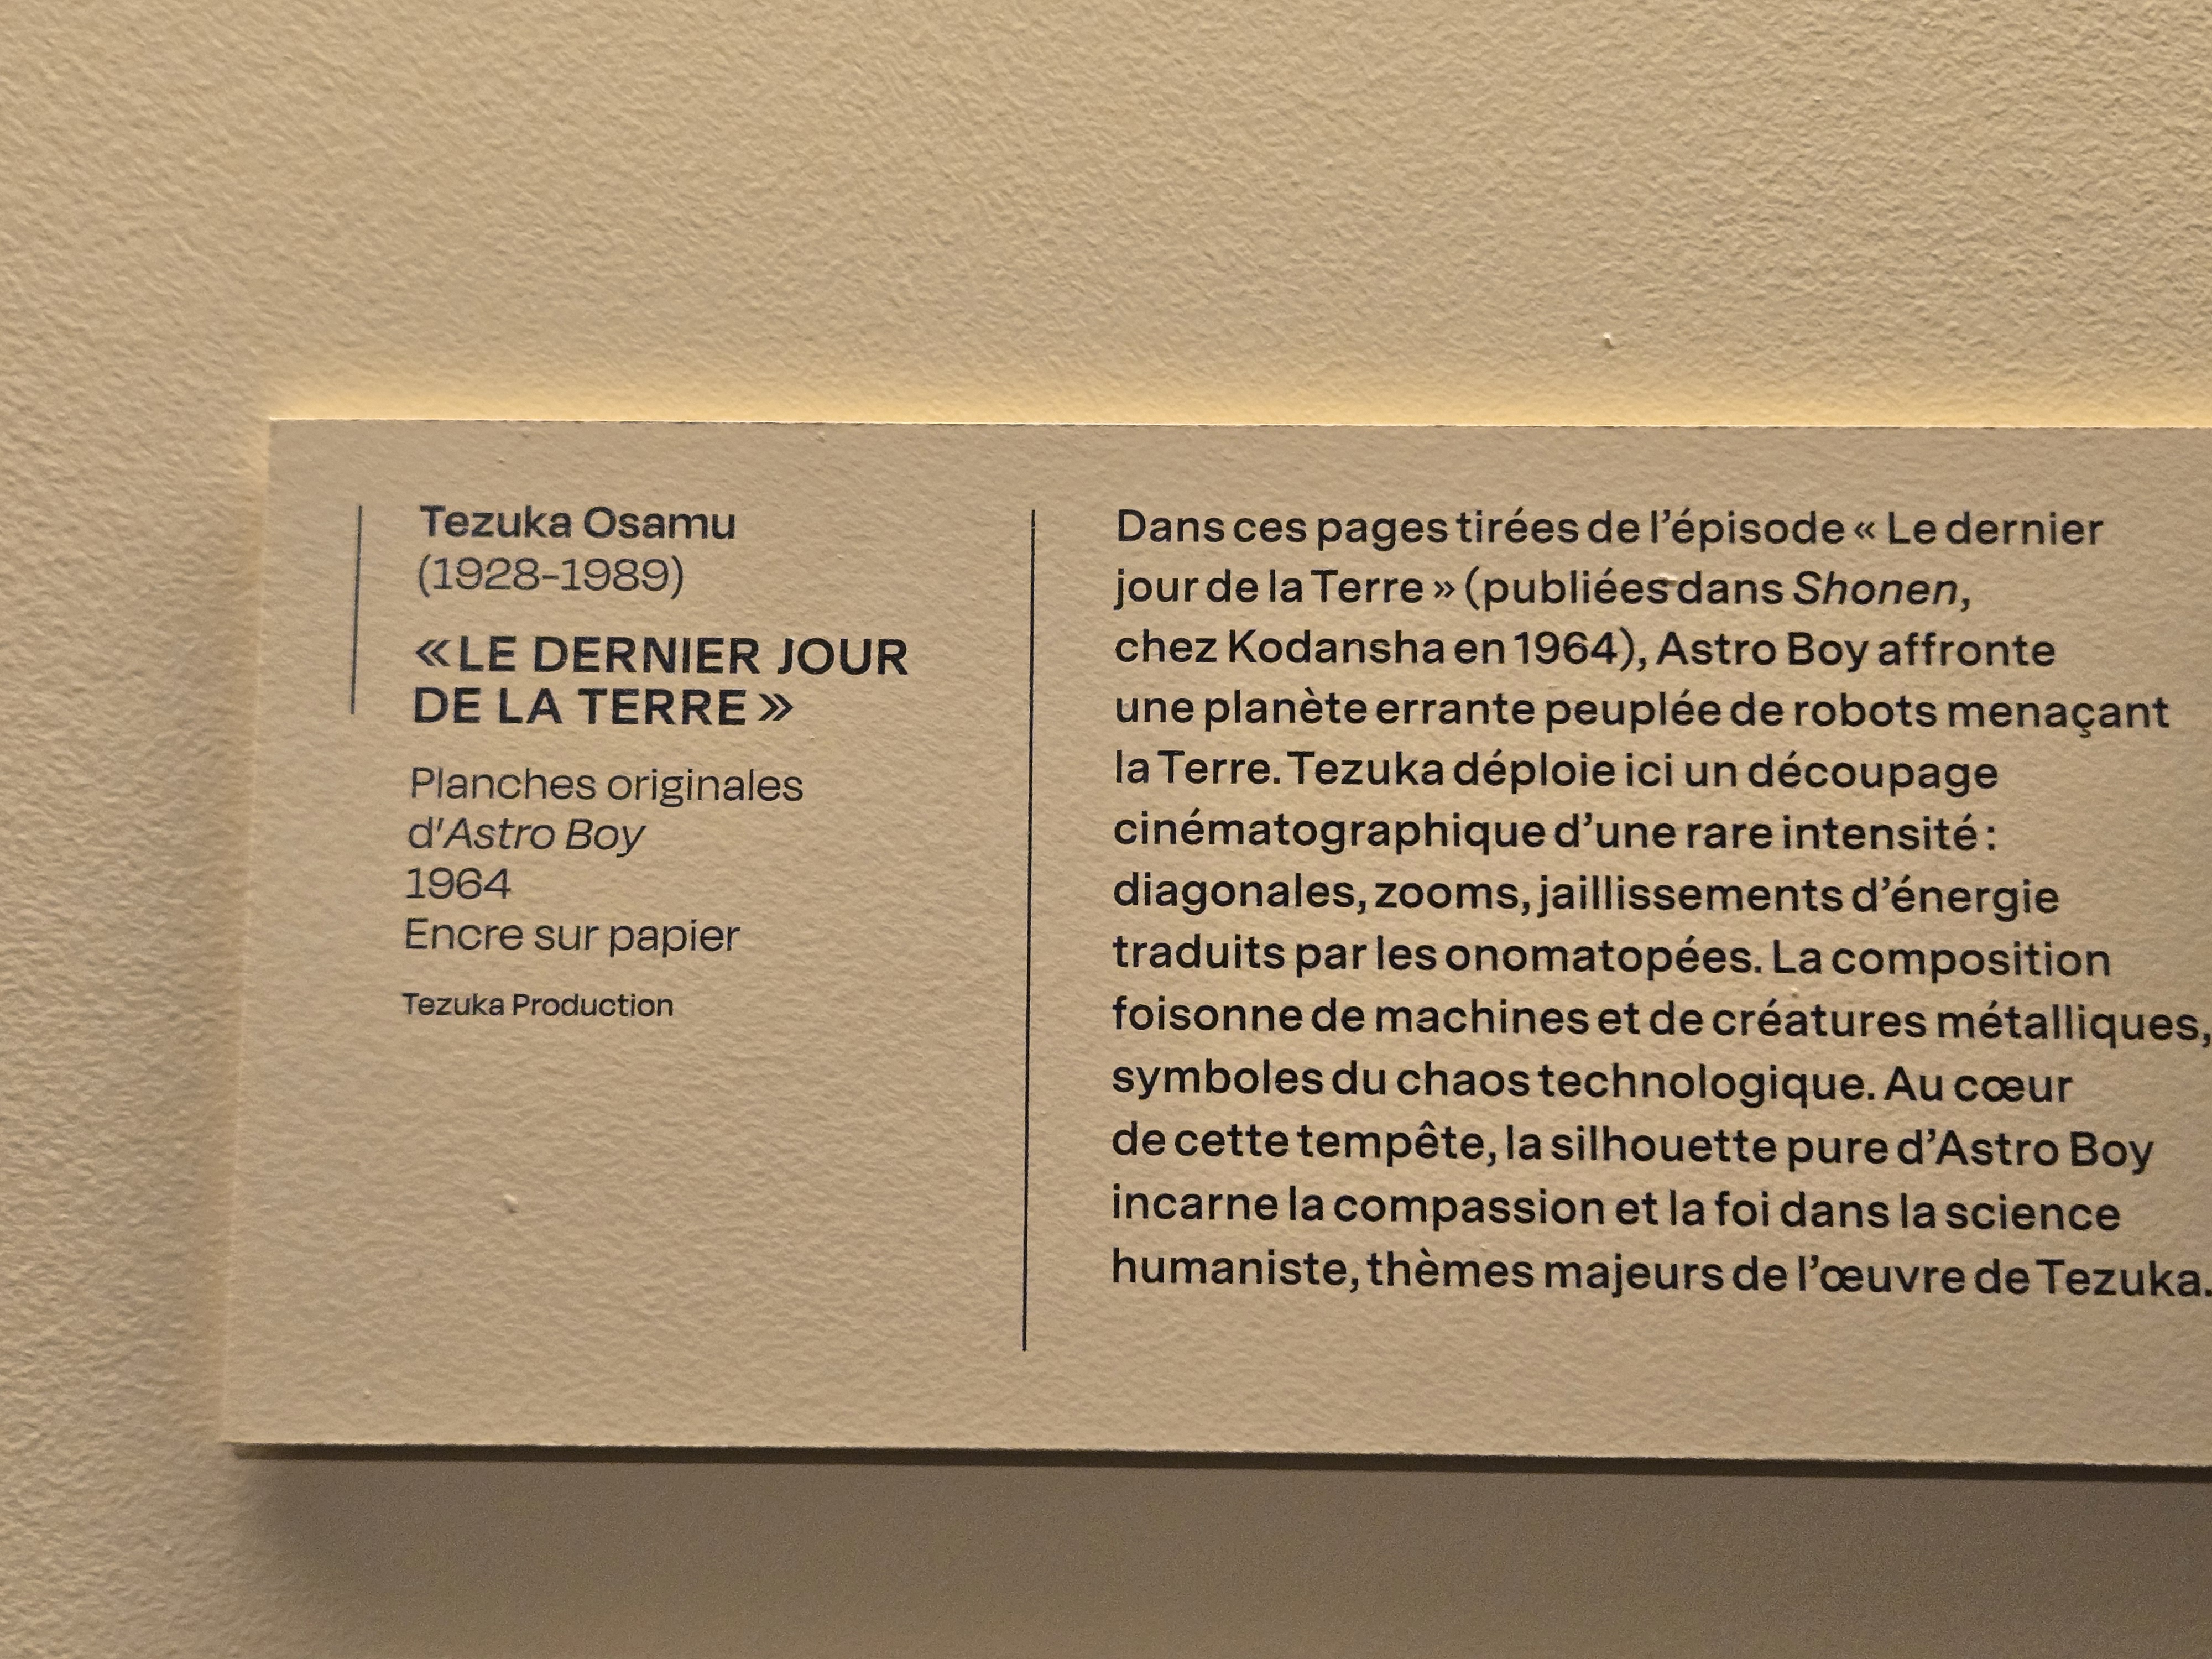 Tezuka Osamu
(1928-1989)
«LE DERNIER JOUR
DE LA TERRE»
Planches originales
d'Astro Boy
1964
Encre sur papier
Tezuka Production
Dans ces pages tirées de l’épisode « Le dernier
jour de la Terre » (publiées dans Shonen,
chez Kodansha en 1964), Astro Boy affronte
une planète errante peuplée de robots menaçant
la Terre. Tezuka déploie ici un découpage
cinématographique d’une rare intensité :
diagonales, zooms, jaillissements d’énergie
traduits par les onomatopées. La composition
foisonne de machines et de créatures métalliques,
symboles du chaos technologique. Au cœur
de cette tempête, la silhouette pure d’Astro Boy
incarne la compassion et la foi dans la science
humaniste, thèmes majeurs de l’œuvre de Tezuka.